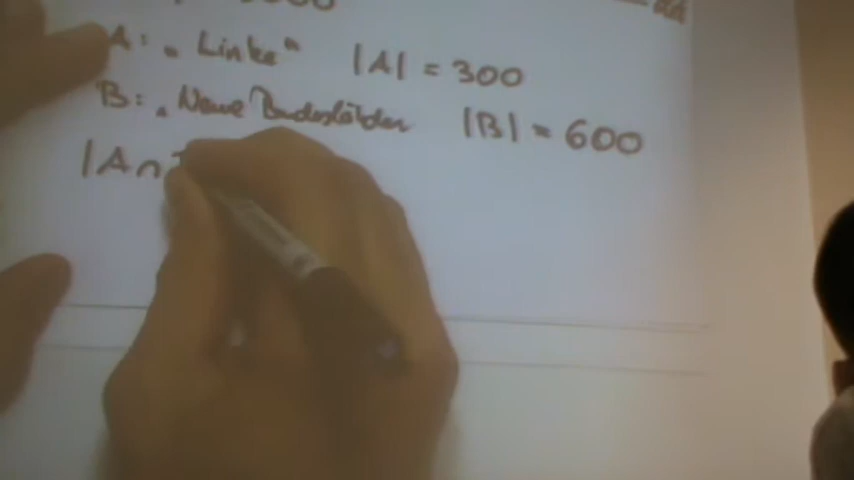 A: „Linke“ |A| = 300
B: „Neue Bundesländer |B| = 600
|A∩